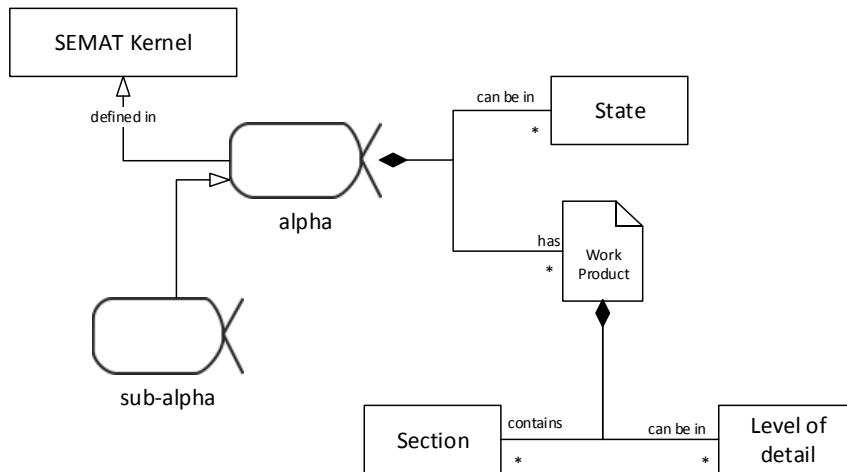 SEMAT Kernel
defined in
can be in
State
*
alpha
has
Work
Product
*
sub-alpha
contains
Section
*
can be in
Level of
detail
*